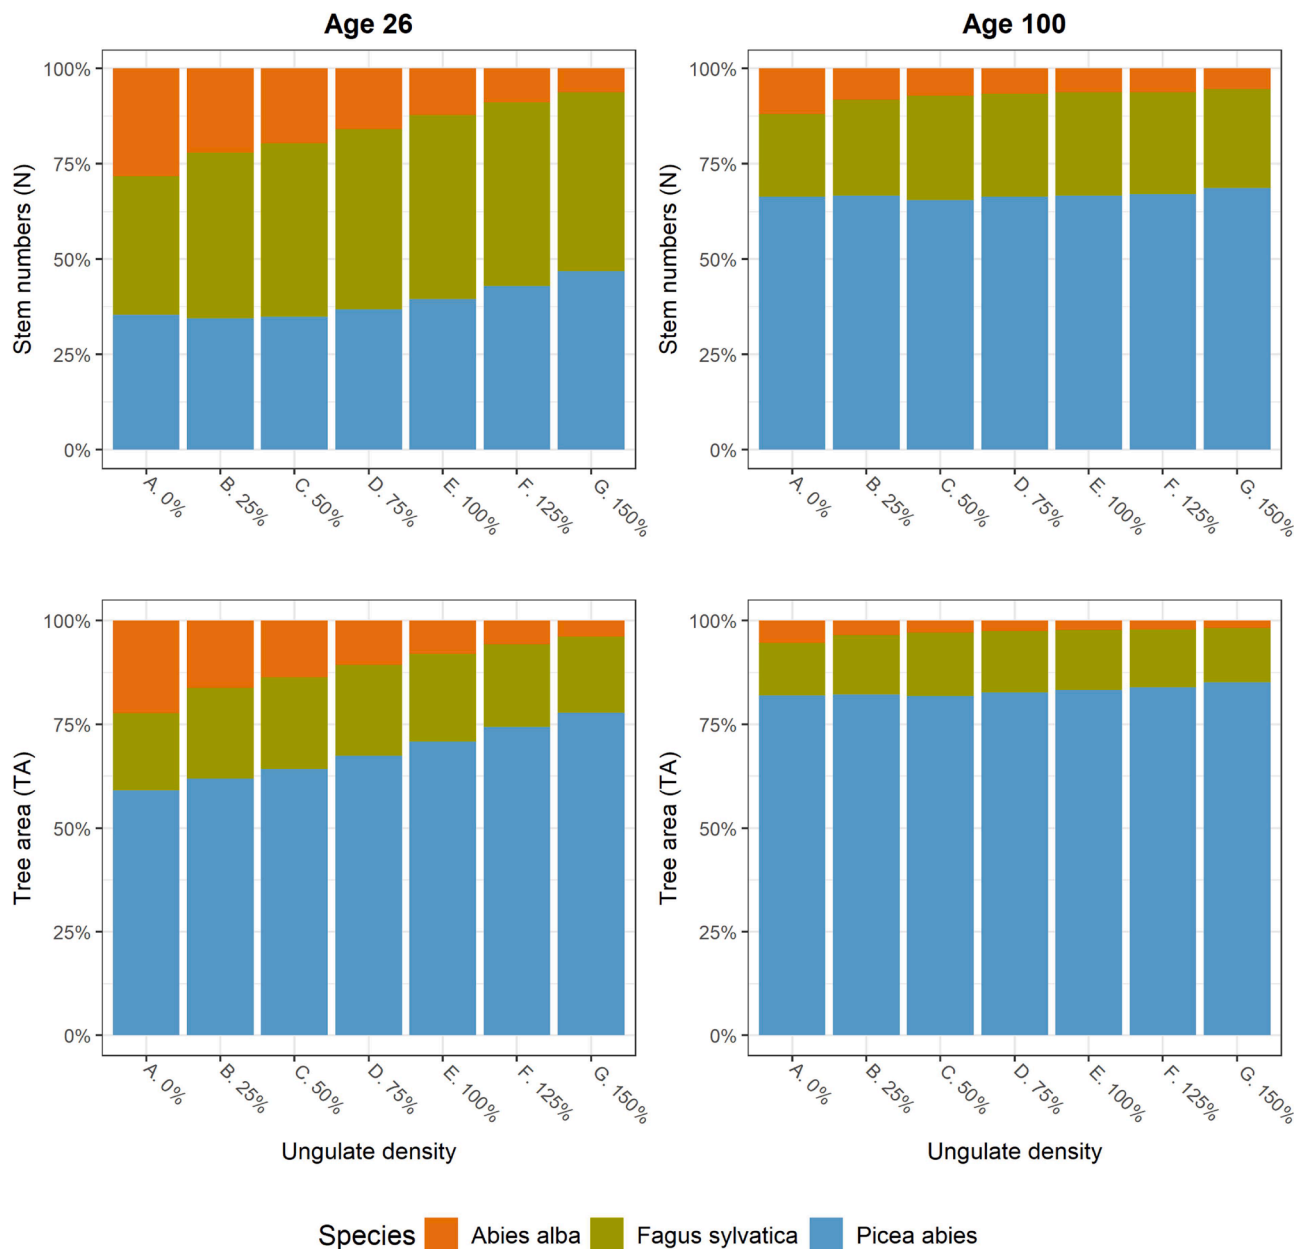 Age 26
Age 100
Stem numbers (N)
100%
75%
50%
25%
0%
A. 0%
B. 25%
C. 50%
D. 75%
E. 100%
F. 125%
G. 150%
Stem numbers (N)
100%
75%
50%
25%
0%
A. 0%
B. 25%
C. 50%
D. 75%
E. 100%
F. 125%
G. 150%
Tree area (TA)
100%
75%
50%
25%
0%
A. 0%
B. 25%
C. 50%
D. 75%
E. 100%
F. 125%
G. 150%
Ungulate density
Tree area (TA)
100%
75%
50%
25%
0%
A. 0%
B. 25%
C. 50%
D. 75%
E. 100%
F. 125%
G. 150%
Ungulate density
Species Abies alba Fagus sylvatica Picea abies